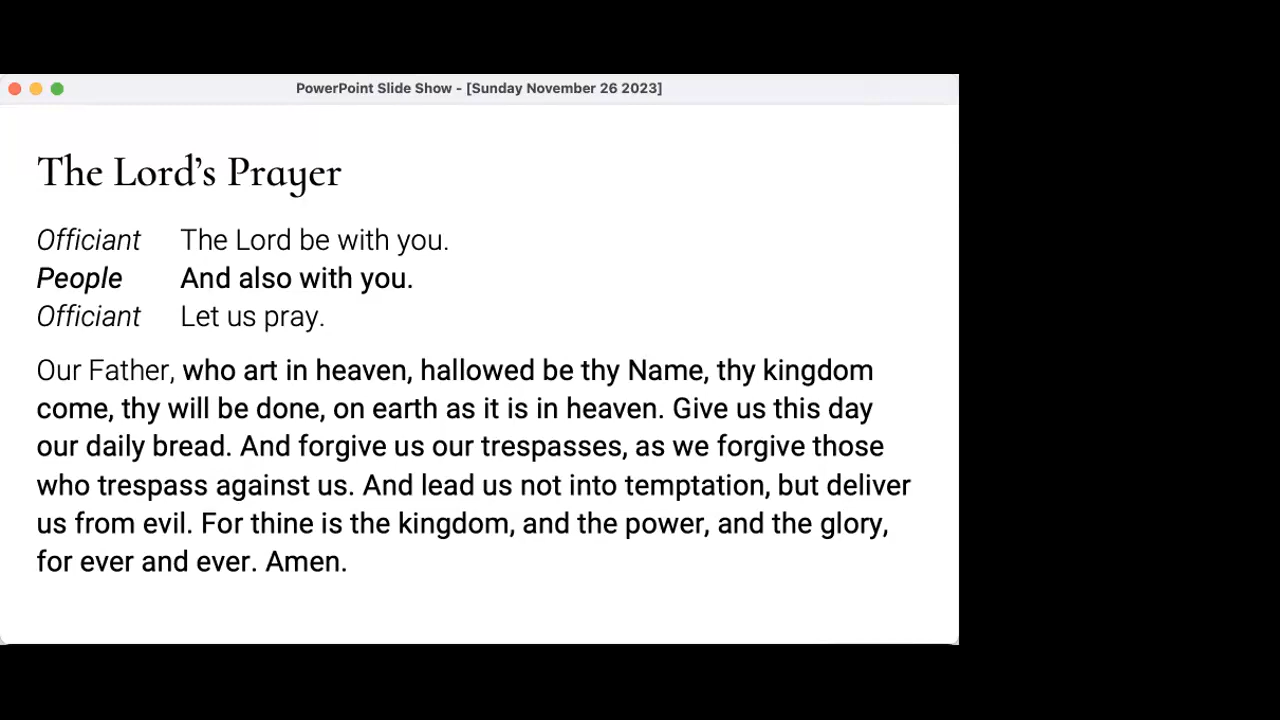 PowerPoint Slide Show - [Sunday November 26 2023]
The Lord’s Prayer
Officiant The Lord be with you.
People And also with you.
Officiant Let us pray.
Our Father, who art in heaven, hallowed be thy Name, thy kingdom
come, thy will be done, on earth as it is in heaven. Give us this day
our daily bread. And forgive us our trespasses, as we forgive those
who trespass against us. And lead us not into temptation, but deliver
us from evil. For thine is the kingdom, and the power, and the glory,
for ever and ever. Amen.